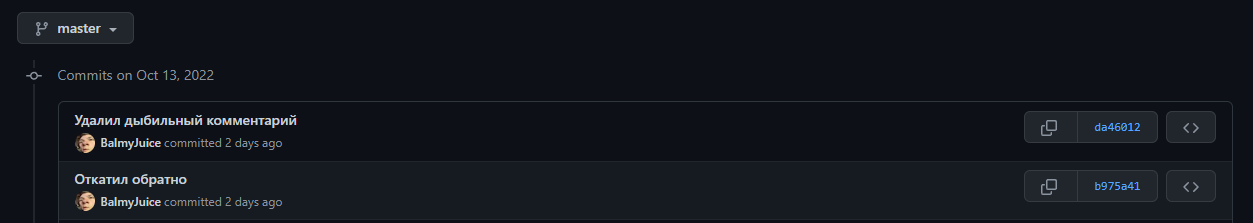 master
Commits on Oct 13, 2022
Удалил дыбильный комментарий
da46012
BalmyJuice committed 2 days ago
Откатил обратно
b975a41
BalmyJuice committed 2 days ago